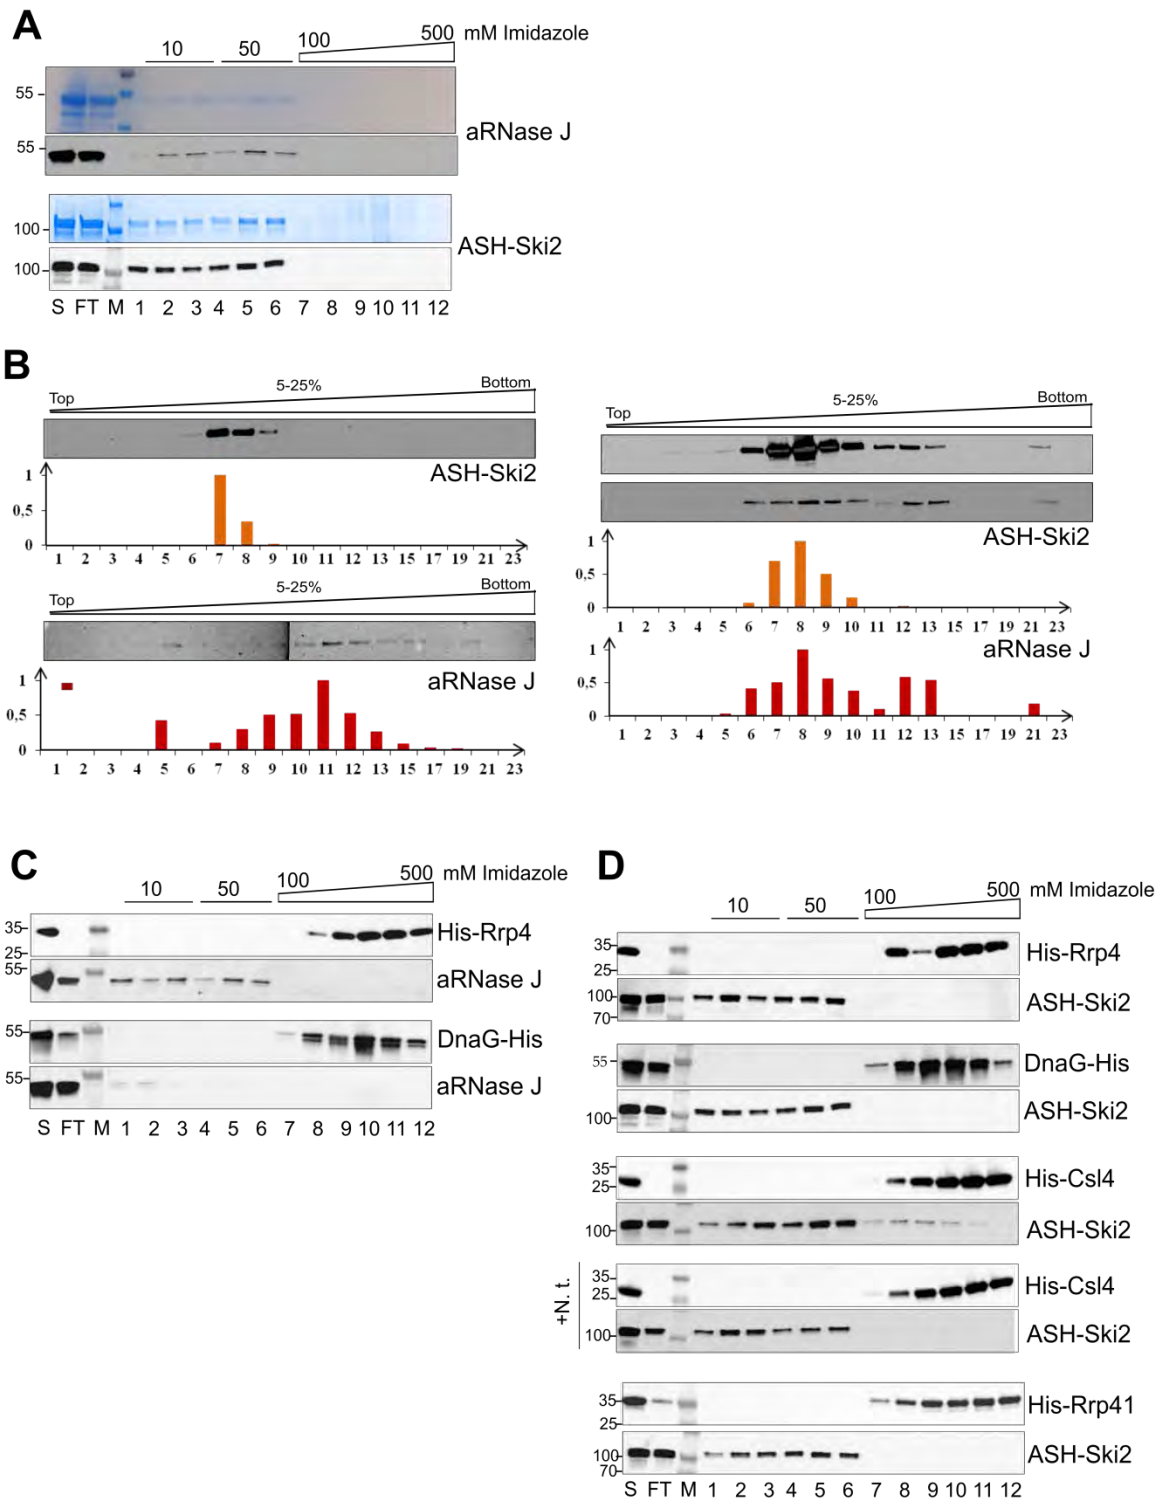 A
10 50 100 500 mM Imidazole
55
aRNase J
55
100
ASH-Ski2
100
S FT M 1 2 3 4 5 6 7 8 9 10 11 12
B
Top 5-25% Bottom
ASH-Ski2
1
0,5
0
1 2 3 4 5 6 7 8 9 10 11 12 13 15 17 19 21 23
Top 5-25% Bottom
aRNase J
1
0,5
0
1 2 3 4 5 6 7 8 9 10 11 12 13 15 17 19 21 23
Top 5-25% Bottom
ASH-Ski2
1
0,5
0
1 2 3 4 5 6 7 8 9 10 11 12 13 15 17 19 21 23
aRNase J
1
0,5
0
1 2 3 4 5 6 7 8 9 10 11 12 13 15 17 19 21 23
C
10 50 100 500 mM Imidazole
35
His-Rrp4
25
55
aRNase J
55
DnaG-His
55
aRNase J
S FT M 1 2 3 4 5 6 7 8 9 10 11 12
D
10 50 100 500 mM Imidazole
35
His-Rrp4
25
100
ASH-Ski2
70
55
DnaG-His
ASH-Ski2
100
35
His-Csl4
25
ASH-Ski2
100
+N. t.
35
His-Csl4
25
ASH-Ski2
100
35
His-Rrp41
25
100
ASH-Ski2
70
S FT M 1 2 3 4 5 6 7 8 9 10 11 12